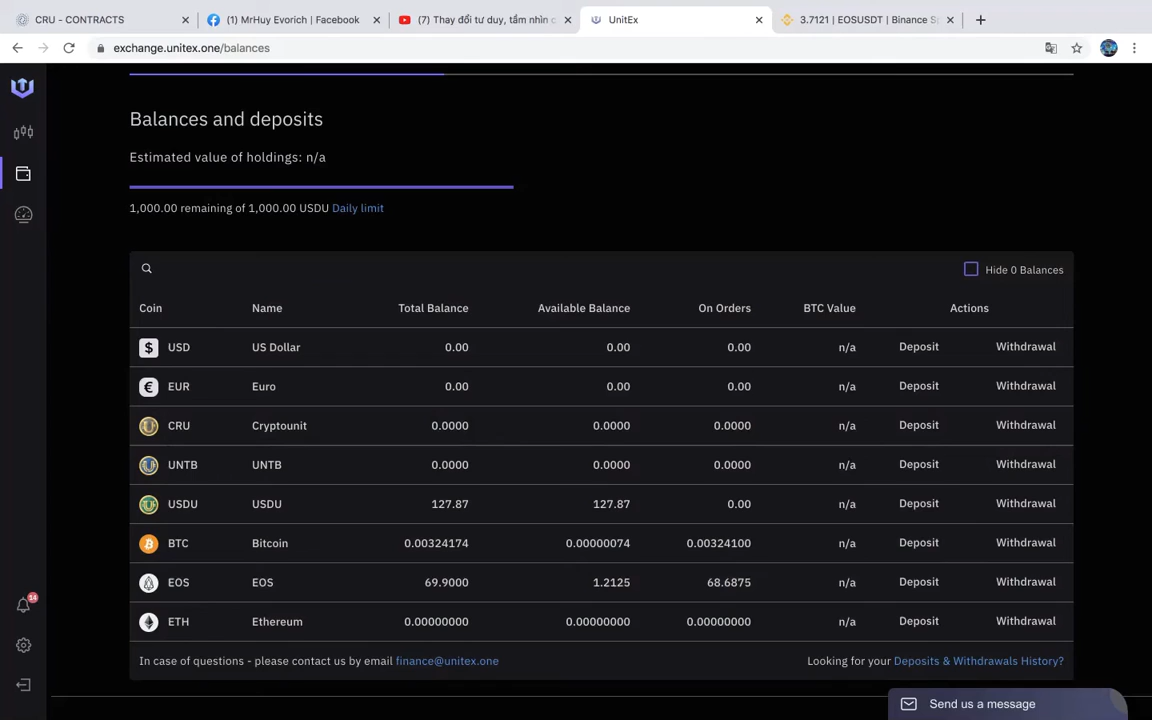 CRU - CONTRACTS
(1) MrHuy Evorich | Facebook
(7) Thay đổi tư duy, tầm nhìn c
UnitEx
3.7121 | EOSUSDT | Binance S
exchange.unitex.one/balances
Balances and deposits
Estimated value of holdings: n/a
1,000.00 remaining of 1,000.00 USDU Daily limit
Hide 0 Balances
Coin Name Total Balance Available Balance On Orders BTC Value Actions
$ USD US Dollar 0.00 0.00 0.00 n/a Deposit Withdrawal
€ EUR Euro 0.00 0.00 0.00 n/a Deposit Withdrawal
CRU Cryptounit 0.0000 0.0000 0.0000 n/a Deposit Withdrawal
UNTB UNTB 0.0000 0.0000 0.0000 n/a Deposit Withdrawal
USDU USDU 127.87 127.87 0.00 n/a Deposit Withdrawal
BTC Bitcoin 0.00324174 0.00000074 0.00324100 n/a Deposit Withdrawal
EOS EOS 69.9000 1.2125 68.6875 n/a Deposit Withdrawal
ETH Ethereum 0.00000000 0.00000000 0.00000000 n/a Deposit Withdrawal
In case of questions - please contact us by email finance@unitex.one
Looking for your Deposits & Withdrawals History?
14
Send us a message